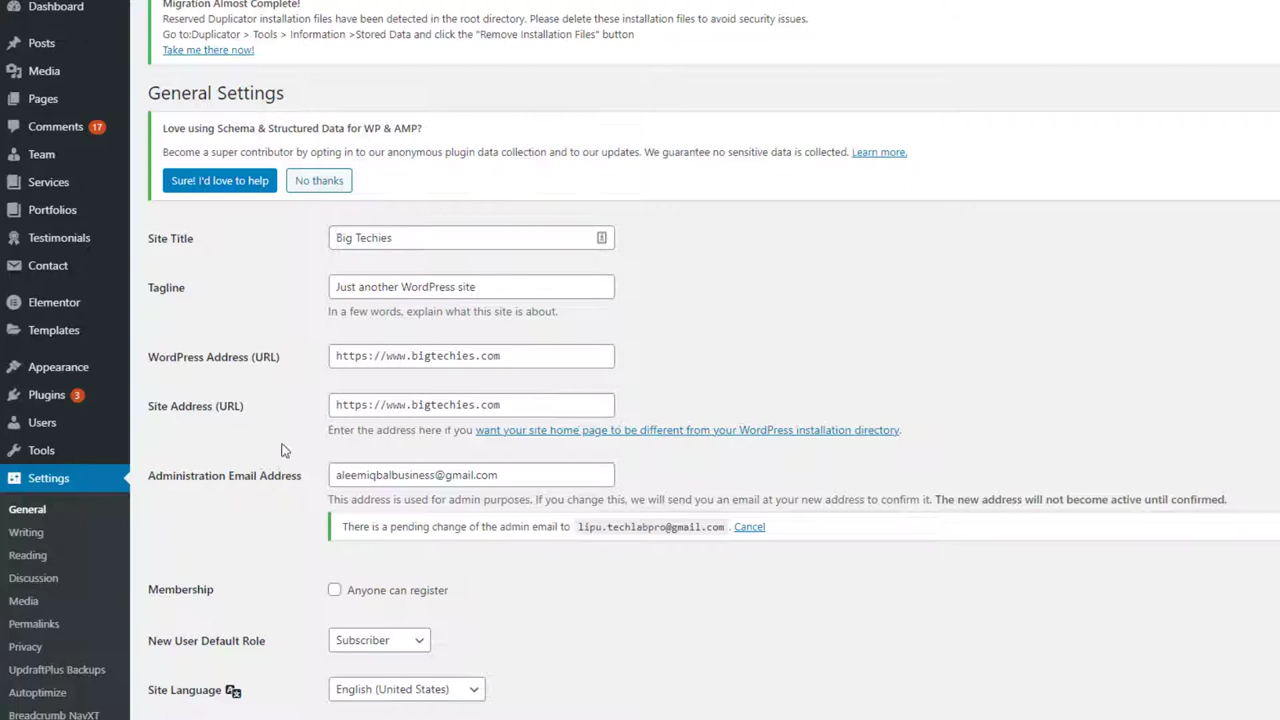 Dashboard
Posts
Media
Pages
Comments 17
Team
Services
Portfolios
Testimonials
Contact
Elementor
Templates
Appearance
Plugins 3
Users
Tools
Settings
General
Writing
Reading
Discussion
Media
Permalinks
Privacy
UpdraftPlus Backups
Autoptimize
Breadcrumb NavXT
Migration Almost Complete!
Reserved Duplicator installation files have been detected in the root directory. Please delete these installation files to avoid security issues.
Go to:Duplicator > Tools > Information >Stored Data and click the "Remove Installation Files" button
Take me there now!
General Settings
Love using Schema & Structured Data for WP & AMP?
Become a super contributor by opting in to our anonymous plugin data collection and to our updates. We guarantee no sensitive data is collected. Learn more.
Sure! I'd love to help No thanks
Site Title Big Techies
Tagline Just another WordPress site
In a few words, explain what this site is about.
WordPress Address (URL) https://www.bigtechies.com
Site Address (URL) https://www.bigtechies.com
Enter the address here if you want your site home page to be different from your WordPress installation directory.
Administration Email Address aleemiqbalbusiness@gmail.com
This address is used for admin purposes. If you change this, we will send you an email at your new address to confirm it. The new address will not become active until confirmed.
There is a pending change of the admin email to lipu.techlabpro@gmail.com . Cancel
Membership Anyone can register
New User Default Role Subscriber
Site Language English (United States)